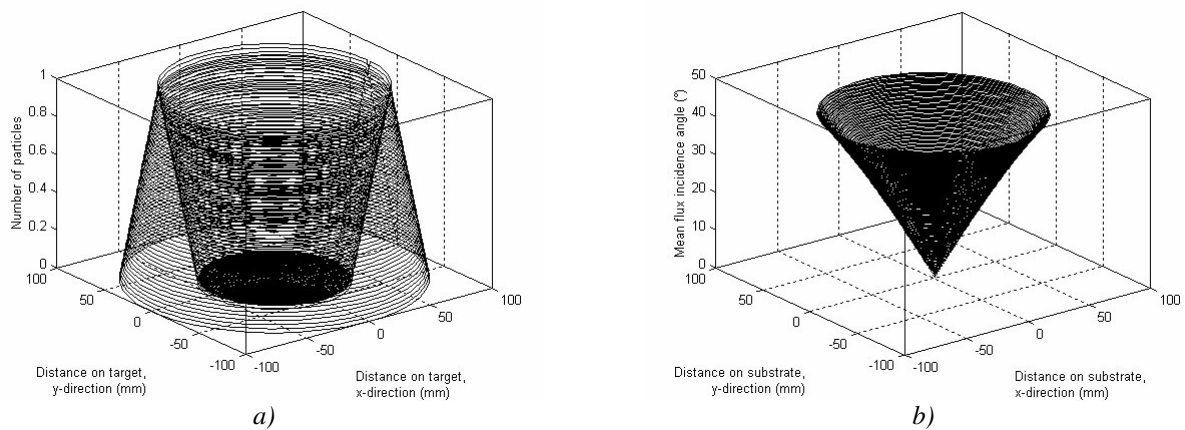 1
0.8
0.6
0.4
0.2
0
Number of particles
100
50
0
-50
-100
Distance on target,
y-direction (mm)
-100
-50
0
50
100
Distance on target,
x-direction (mm)
a)
50
40
30
20
10
0
Mean flux incidence angle (°)
100
50
0
-50
-100
Distance on substrate,
y-direction (mm)
-100
-50
0
50
100
Distance on substrate,
x-direction (mm)
b)